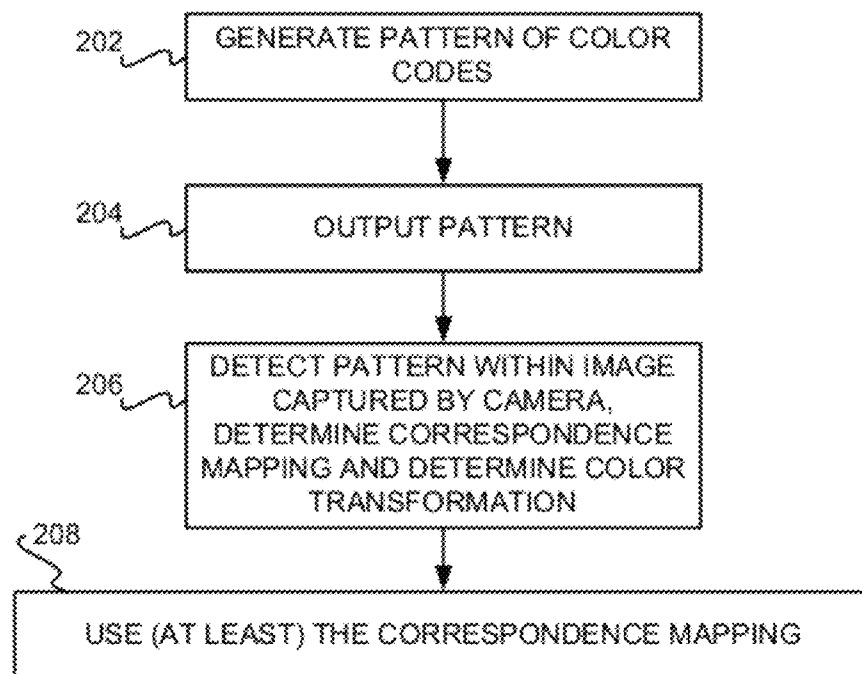 202
GENERATE PATTERN OF COLOR
CODES
204
OUTPUT PATTERN
206
DETECT PATTERN WITHIN IMAGE
CAPTURED BY CAMERA,
DETERMINE CORRESPONDENCE
MAPPING AND DETERMINE COLOR
TRANSFORMATION
208
USE (AT LEAST) THE CORRESPONDENCE MAPPING